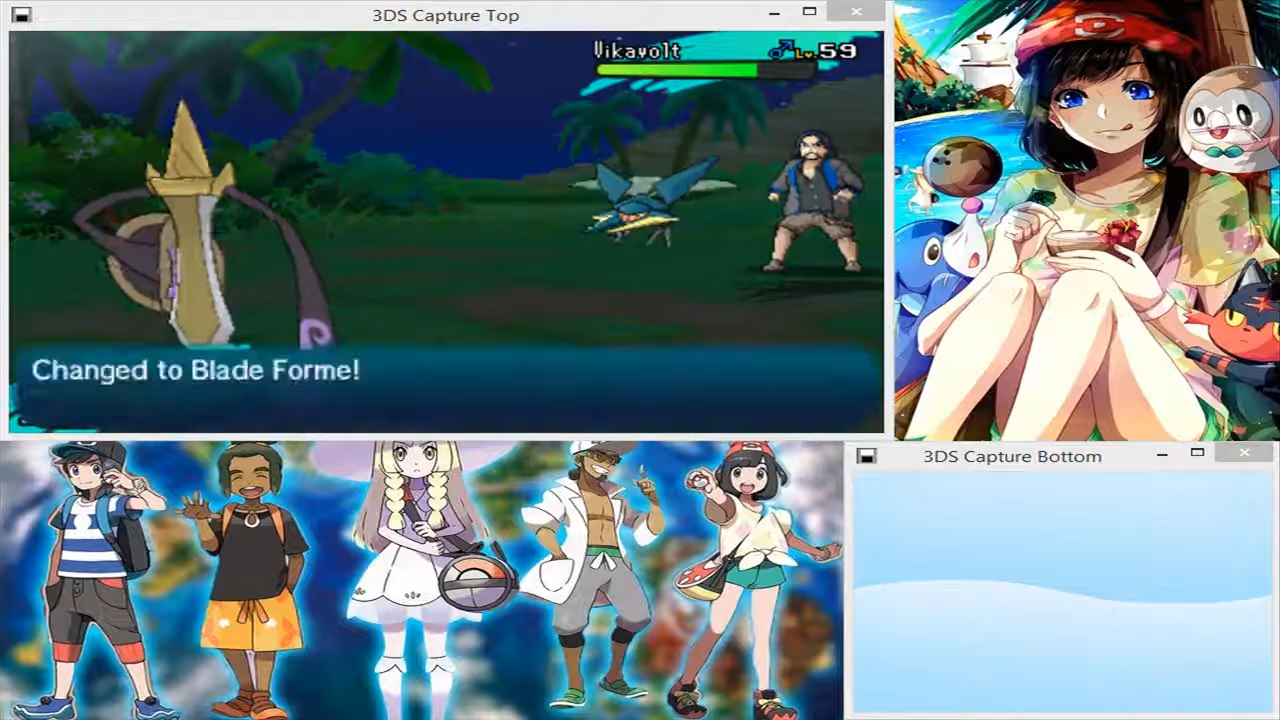 3DS Capture Top
Vikavolt ♂ Lv.59
Changed to Blade Forme!
3DS Capture Bottom